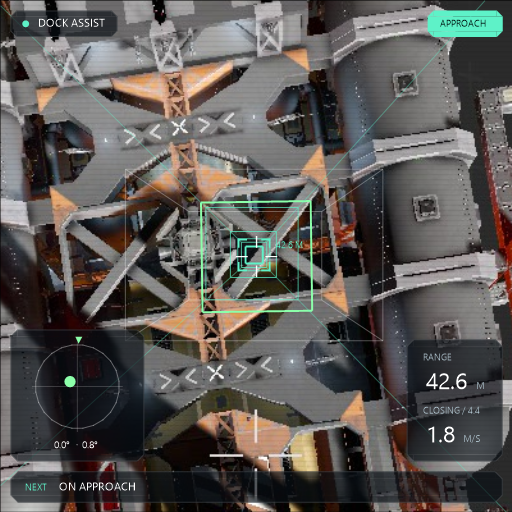 DOCK ASSIST
APPROACH
42.6 M
RANGE
42.6 M
CLOSING / 4.4
1.8 M/S
0.0° · 0.8°
NEXT ON APPROACH